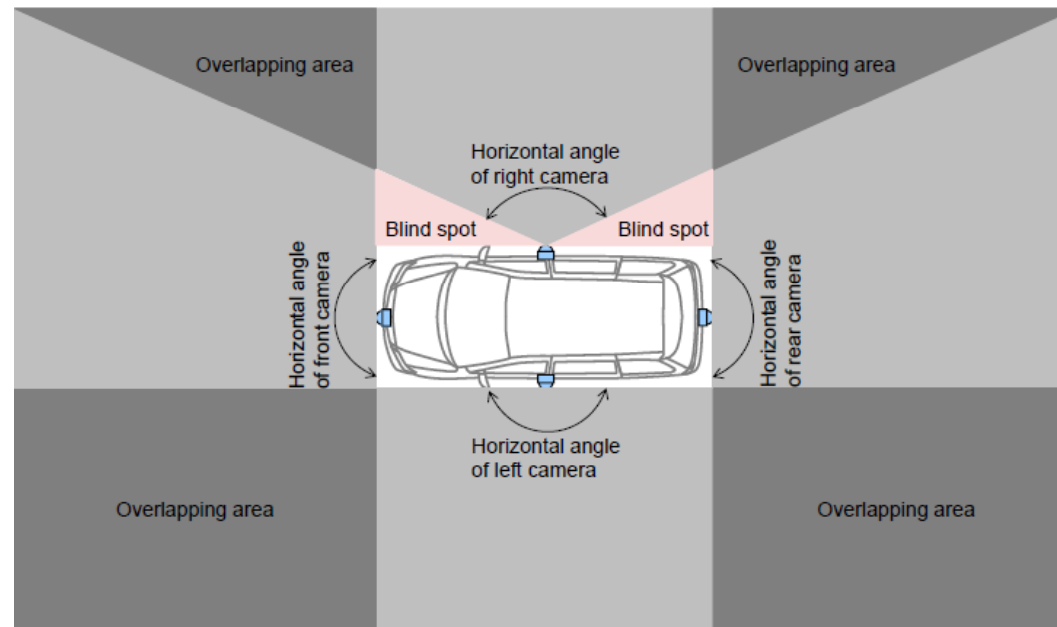 Overlapping area
Overlapping area
Horizontal angle
of right camera
Blind spot
Blind spot
Horizontal angle
of front camera
Horizontal angle
of rear camera
Horizontal angle
of left camera
Overlapping area
Overlapping area